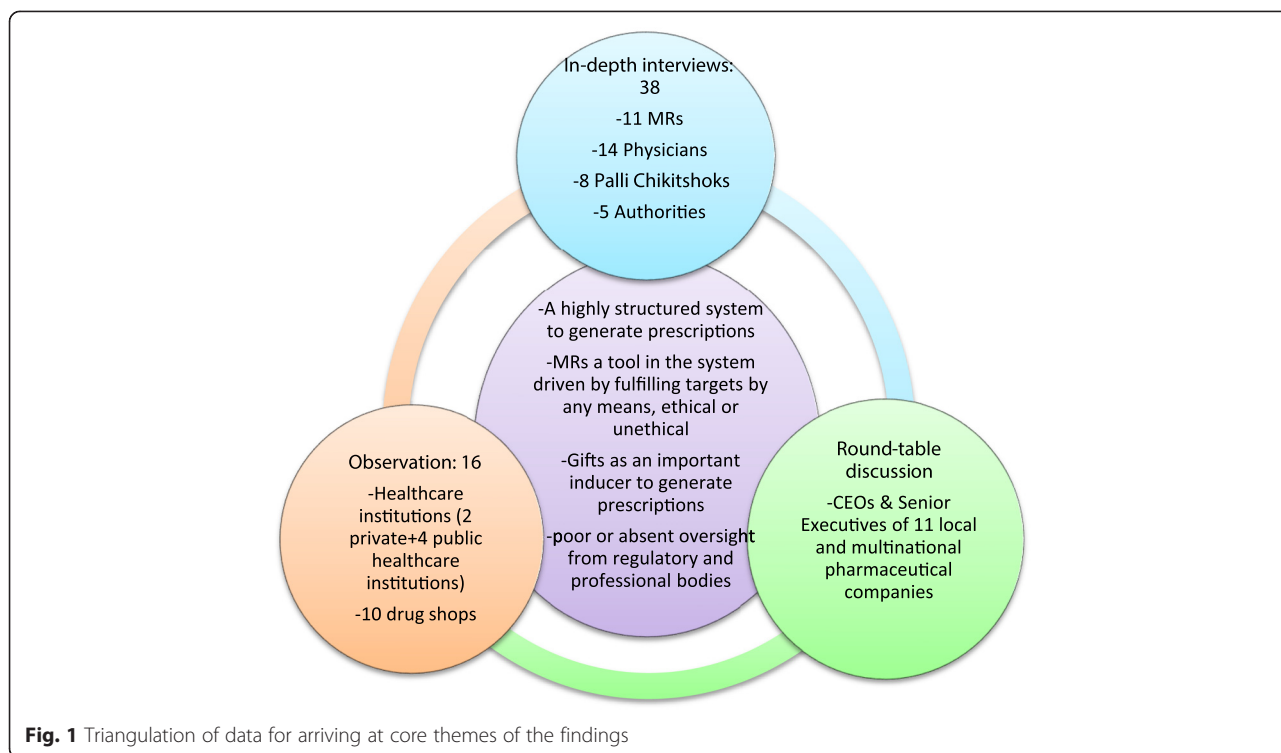 In-depth interviews:
38
-11 MRs
-14 Physicians
-8 Palli Chikitshoks
-5 Authorities
-A highly structured system
to generate prescriptions
-MRs a tool in the system
driven by fulfilling targets by
any means, ethical or
unethical
-Gifts as an important
inducer to generate
prescriptions
-poor or absent oversight
from regulatory and
professional bodies
Observation: 16
-Healthcare
institutions (2
private+4 public
healthcare
institutions)
-10 drug shops
Round-table
discussion
-CEOs & Senior
Executives of 11 local
and multinational
pharmaceutical
companies
Fig. 1 Triangulation of data for arriving at core themes of the findings